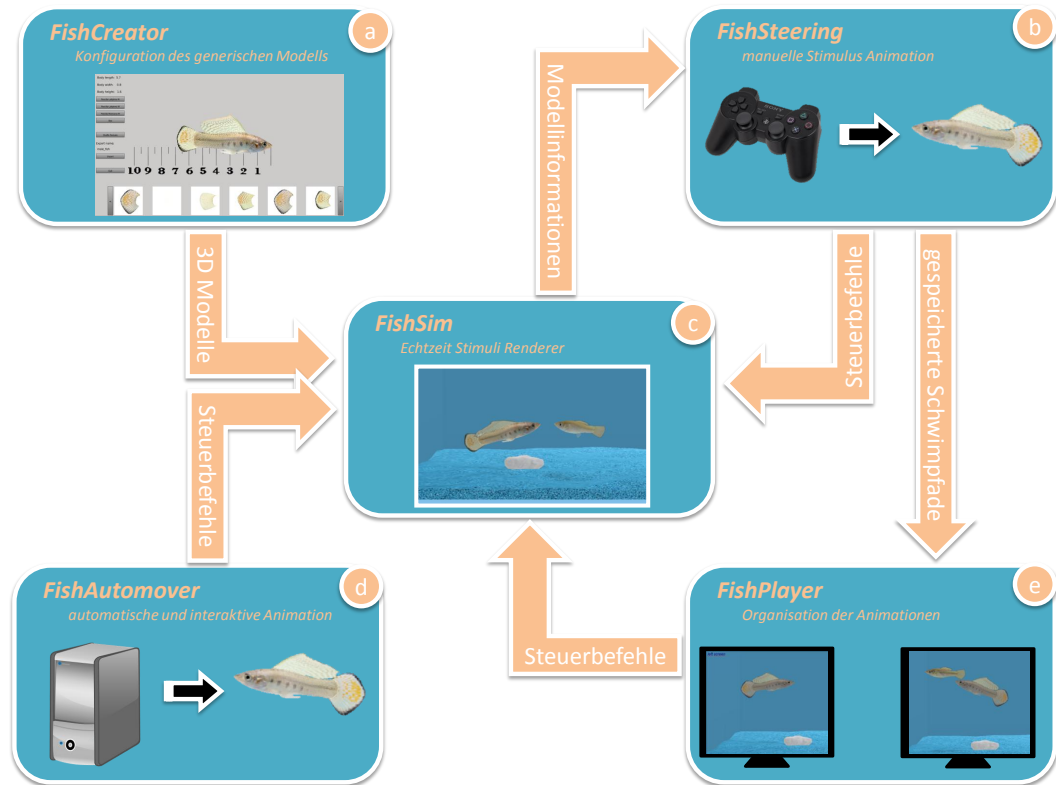 FishCreator
a
Konfiguration des generischen Modells
10 9 8 7 6 5 4 3 2 1
FishSteering
b
manuelle Stimulus Animation
SONY
3D Modelle
Modellinformationen
Steuerbefehle
gespeicherte Schwimpfade
FishSim
c
Echtzeit Stimuli Renderer
Steuerbefehle
FishAutomover
d
automatische und interaktive Animation
Steuerbefehle
FishPlayer
e
Organisation der Animationen